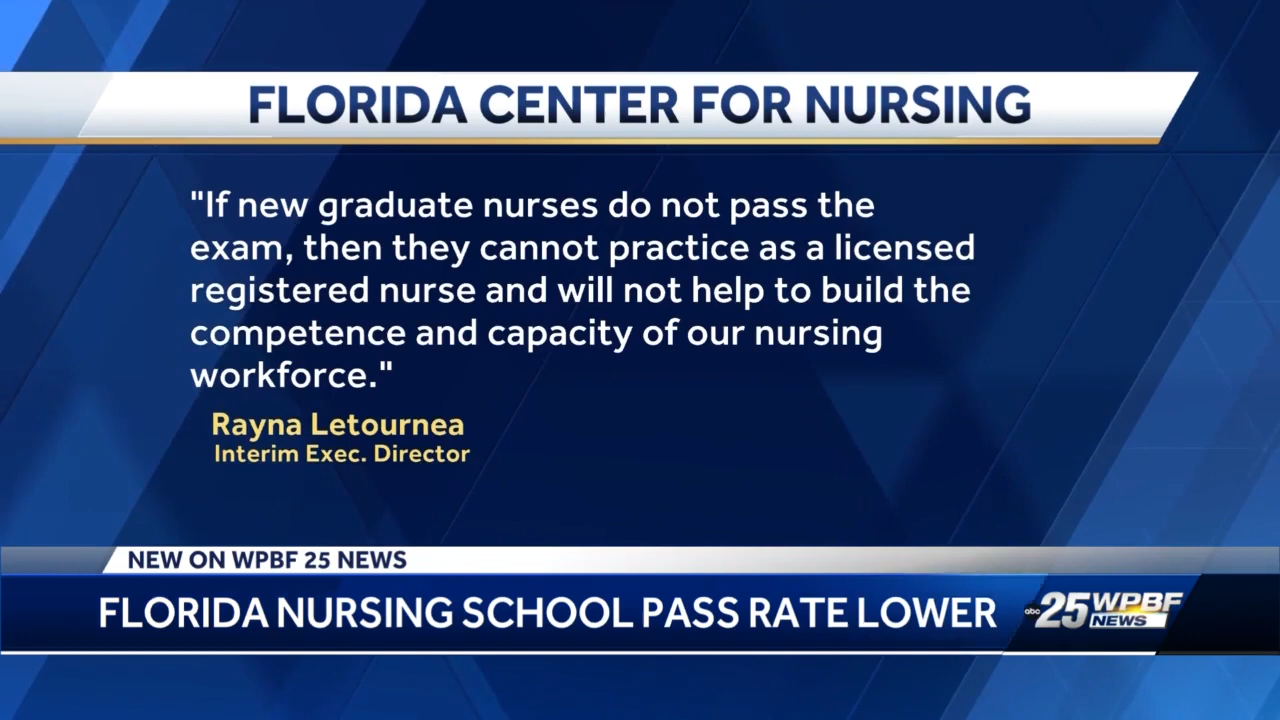 FLORIDA CENTER FOR NURSING
"If new graduate nurses do not pass the
exam, then they cannot practice as a licensed
registered nurse and will not help to build the
competence and capacity of our nursing
workforce."
Rayna Letournea
Interim Exec. Director
NEW ON WPBF 25 NEWS
FLORIDA NURSING SCHOOL PASS RATE LOWER
abc 25 WPBF
NEWS